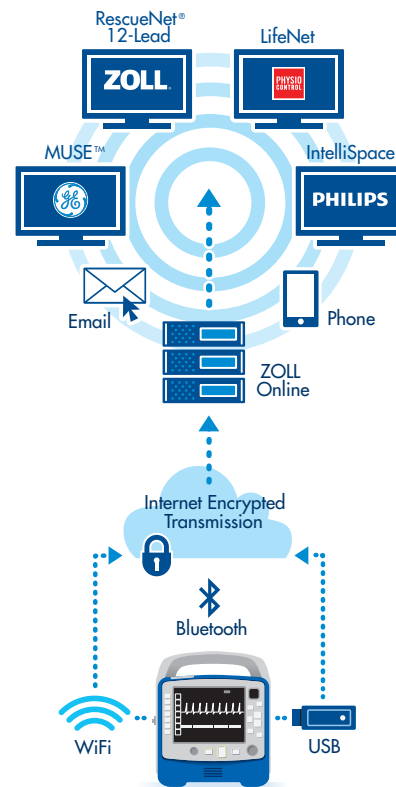 RescueNet®
12-Lead
LifeNet
ZOLL®
PHYSIO
CONTROL
MUSE™
IntelliSpace
GE
PHILIPS
Email
Phone
ZOLL
Online
Internet Encrypted
Transmission
Bluetooth
WiFi
USB